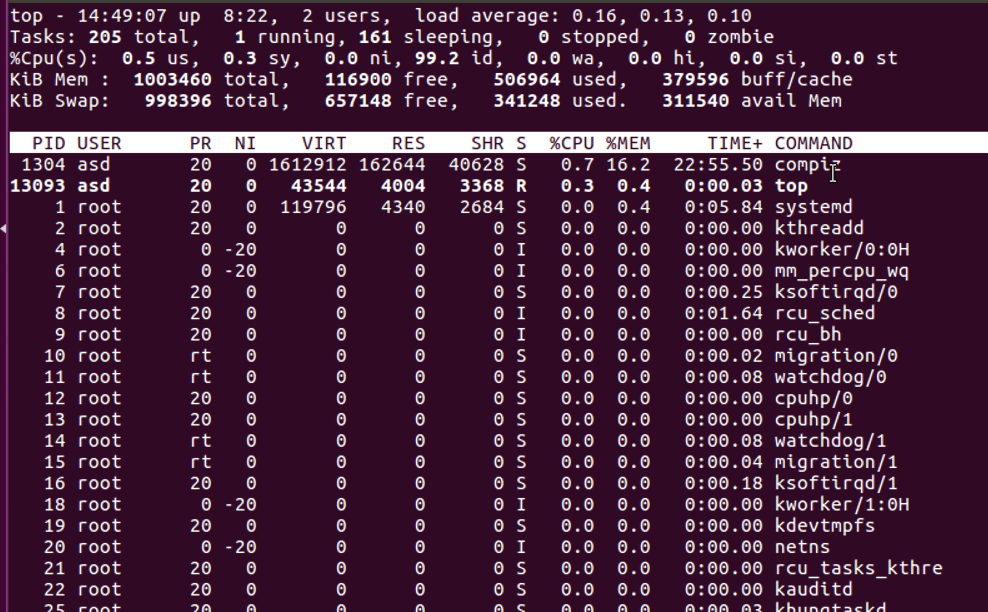 top - 14:49:07 up  8:22,  2 users,  load average: 0.16, 0.13, 0.10
Tasks: 205 total,   1 running, 161 sleeping,   0 stopped,   0 zombie
%Cpu(s):  0.5 us,  0.3 sy,  0.0 ni, 99.2 id,  0.0 wa,  0.0 hi,  0.0 si,  0.0 st
KiB Mem :  1003460 total,   116900 free,   506964 used,   379596 buff/cache
KiB Swap:   998396 total,   657148 free,   341248 used.   311540 avail Mem
PID USER      PR  NI    VIRT    RES    SHR S  %CPU %MEM     TIME+ COMMAND
1304 asd       20   0 1612912 162644  40628 S   0.7 16.2  22:55.50 compiz
13093 asd       20   0   43544   4004   3368 R   0.3  0.4   0:00.03 top
1 root      20   0  119796   4340   2684 S   0.0  0.4   0:05.84 systemd
2 root      20   0       0      0      0 S   0.0  0.0   0:00.00 kthreadd
4 root       0 -20       0      0      0 I   0.0  0.0   0:00.00 kworker/0:0H
6 root       0 -20       0      0      0 I   0.0  0.0   0:00.00 mm_percpu_wq
7 root      20   0       0      0      0 S   0.0  0.0   0:00.25 ksoftirqd/0
8 root      20   0       0      0      0 I   0.0  0.0   0:01.64 rcu_sched
9 root      20   0       0      0      0 I   0.0  0.0   0:00.00 rcu_bh
10 root      rt   0       0      0      0 S   0.0  0.0   0:00.02 migration/0
11 root      rt   0       0      0      0 S   0.0  0.0   0:00.08 watchdog/0
12 root      20   0       0      0      0 S   0.0  0.0   0:00.00 cpuhp/0
13 root      20   0       0      0      0 S   0.0  0.0   0:00.00 cpuhp/1
14 root      rt   0       0      0      0 S   0.0  0.0   0:00.08 watchdog/1
15 root      rt   0       0      0      0 S   0.0  0.0   0:00.04 migration/1
16 root      20   0       0      0      0 S   0.0  0.0   0:00.18 ksoftirqd/1
18 root       0 -20       0      0      0 I   0.0  0.0   0:00.00 kworker/1:0H
19 root      20   0       0      0      0 S   0.0  0.0   0:00.00 kdevtmpfs
20 root       0 -20       0      0      0 I   0.0  0.0   0:00.00 netns
21 root      20   0       0      0      0 S   0.0  0.0   0:00.00 rcu_tasks_kthre
22 root      20   0       0      0      0 S   0.0  0.0   0:00.00 kauditd
25 root      20   0       0      0      0 S   0.0  0.0   0:00.03 khungtaskd